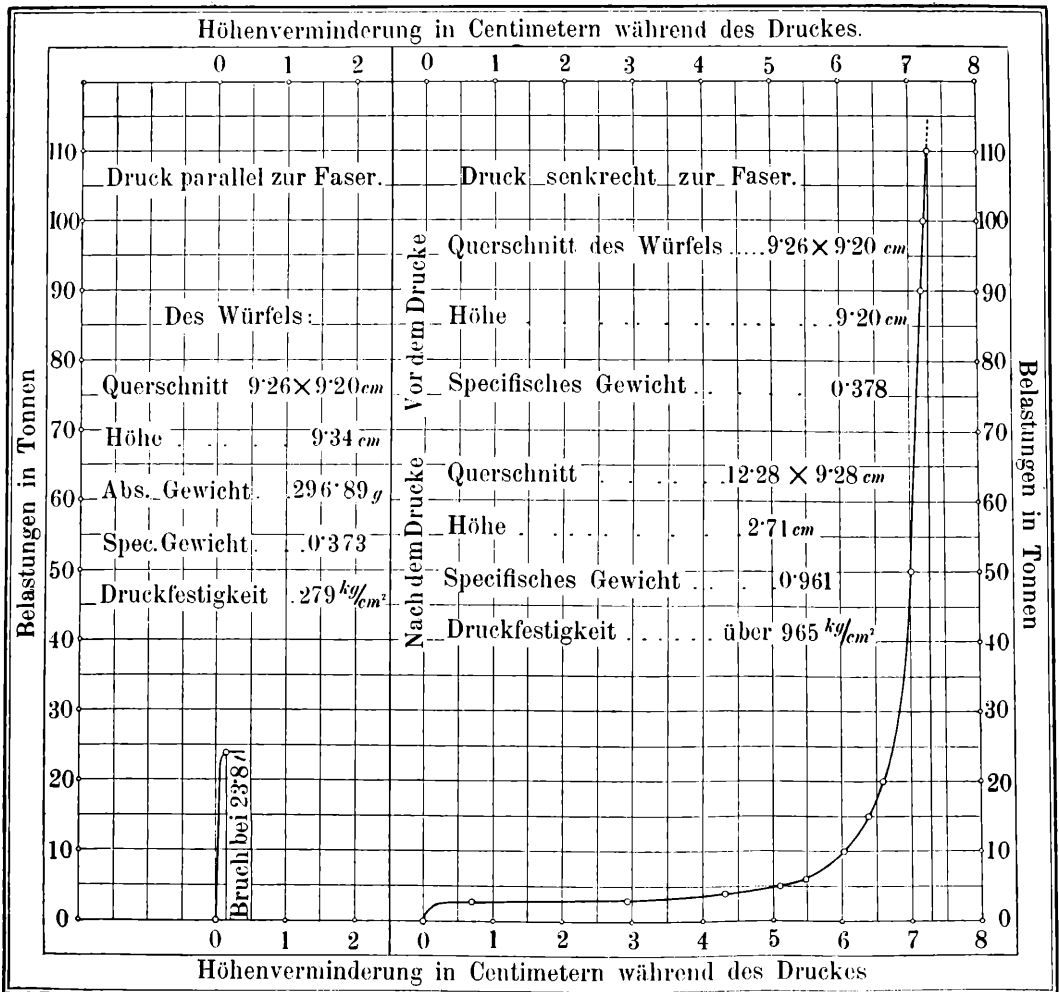 Höhenverminderung in Centimetern während des Druckes.
0 1 2 0 1 2 3 4 5 6 7 8
Belastungen in Tonnen
110
100
90
80
70
60
50
40
30
20
10
0
Druck parallel zur Faser.
Des Würfels:
Querschnitt 9·26×9·20 cm
Höhe . . . . 9·34 cm
Abs. Gewicht . 296·89 g
Spec. Gewicht . . 0·373
Druckfestigkeit . 279 kg/cm²
Bruch bei 23·8 t
Druck senkrecht zur Faser.
Vor dem Drucke
Querschnitt des Würfels ..... 9·26×9·20 cm
Höhe . . . . . . . . . . 9·20 cm
Specifisches Gewicht . . . . . 0·378
Nach dem Drucke
Querschnitt . . . . . 12·28 × 9·28 cm
Höhe . . . . . . . . 2·71 cm
Specifisches Gewicht . . . . 0·961
Druckfestigkeit . . . . . über 965 kg/cm²
110
100
90
80
70
60
50
40
30
20
10
0
Belastungen in Tonnen
0 1 2 0 1 2 3 4 5 6 7 8
Höhenverminderung in Centimetern während des Druckes